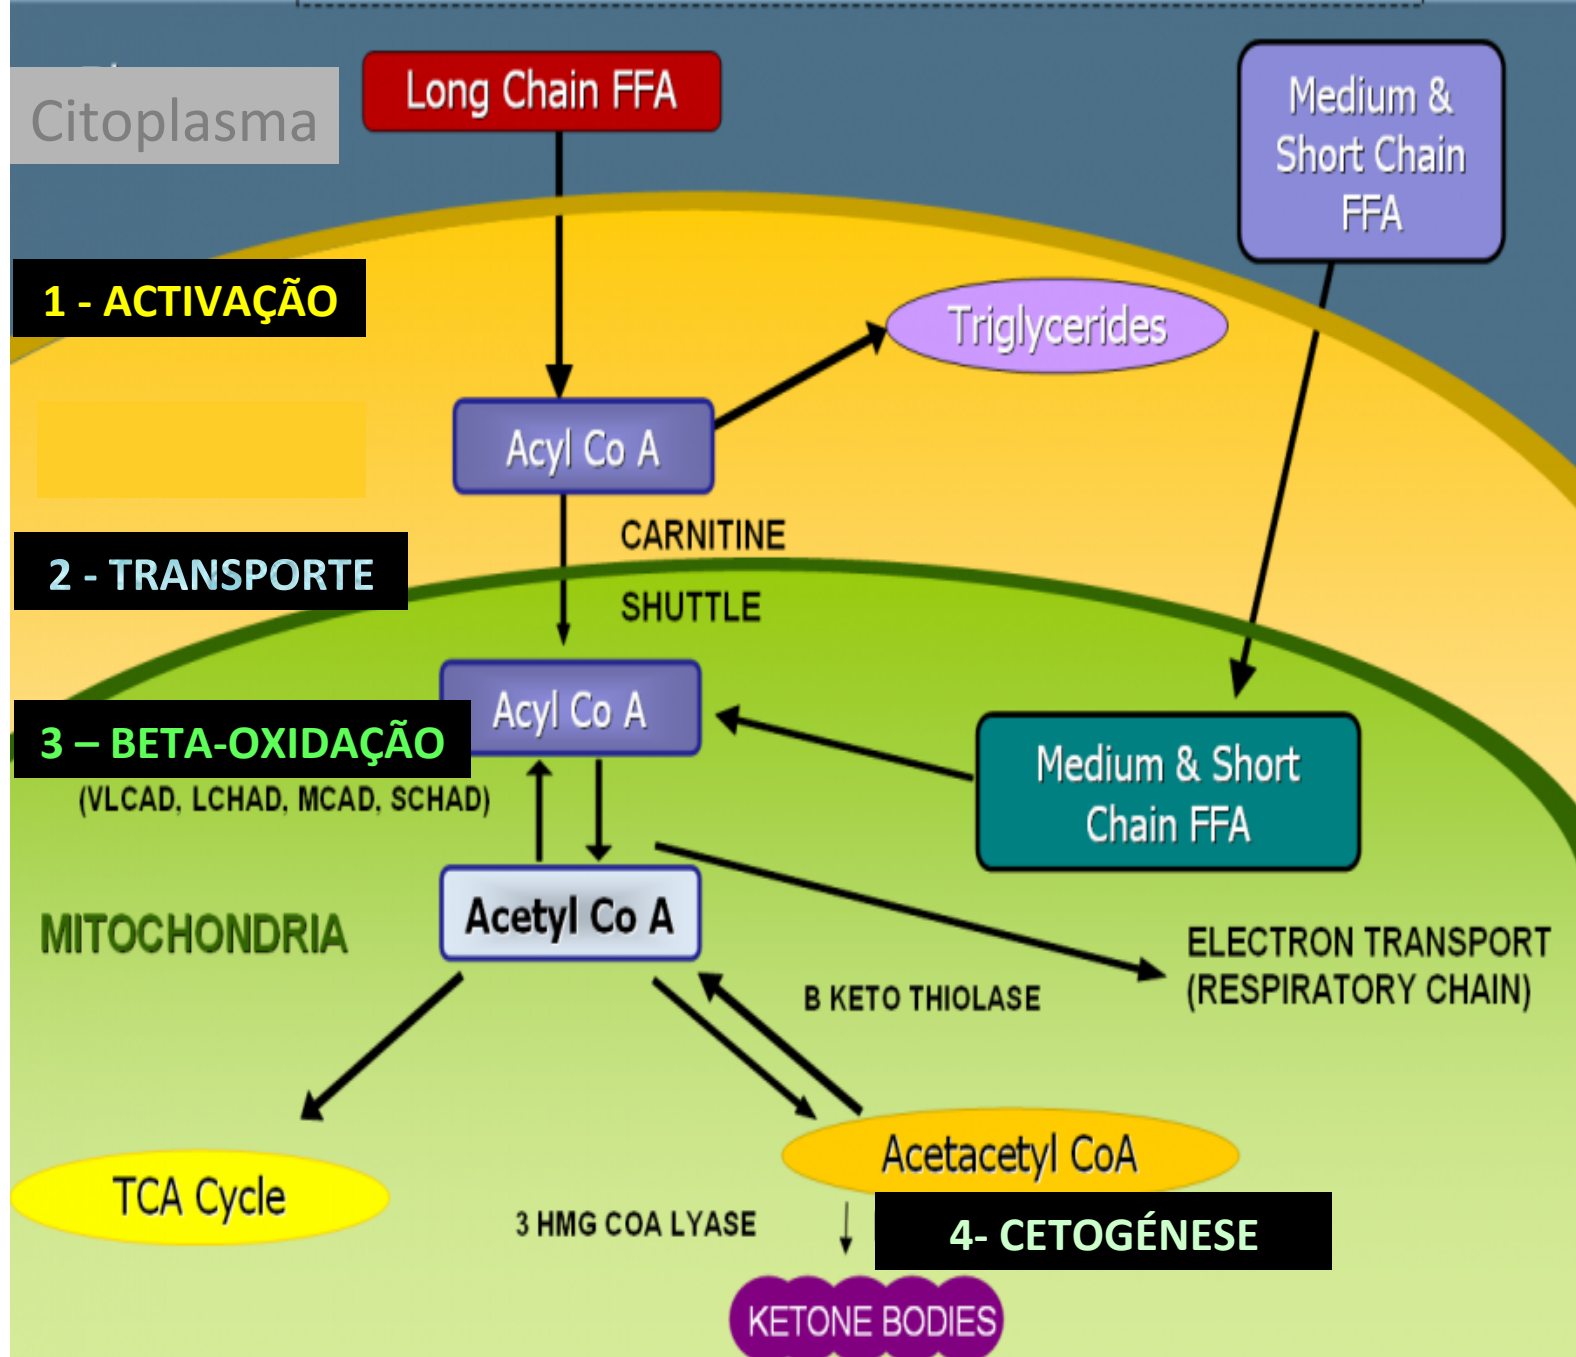 Long Chain FFA
Medium &
Short Chain
FFA
Citoplasma
1 - ACTIVAÇÃO
Triglycerides
Acyl Co A
CARNITINE
2 - TRANSPORTE
SHUTTLE
Acyl Co A
3 – BETA-OXIDAÇÃO
(VLCAD, LCHAD, MCAD, SCHAD)
Medium & Short
Chain FFA
Acetyl Co A
MITOCHONDRIA
ELECTRON TRANSPORT
(RESPIRATORY CHAIN)
B KETO THIOLASE
Acetacetyl CoA
TCA Cycle
3 HMG COA LYASE
4- CETOGÉNESE
KETONE BODIES